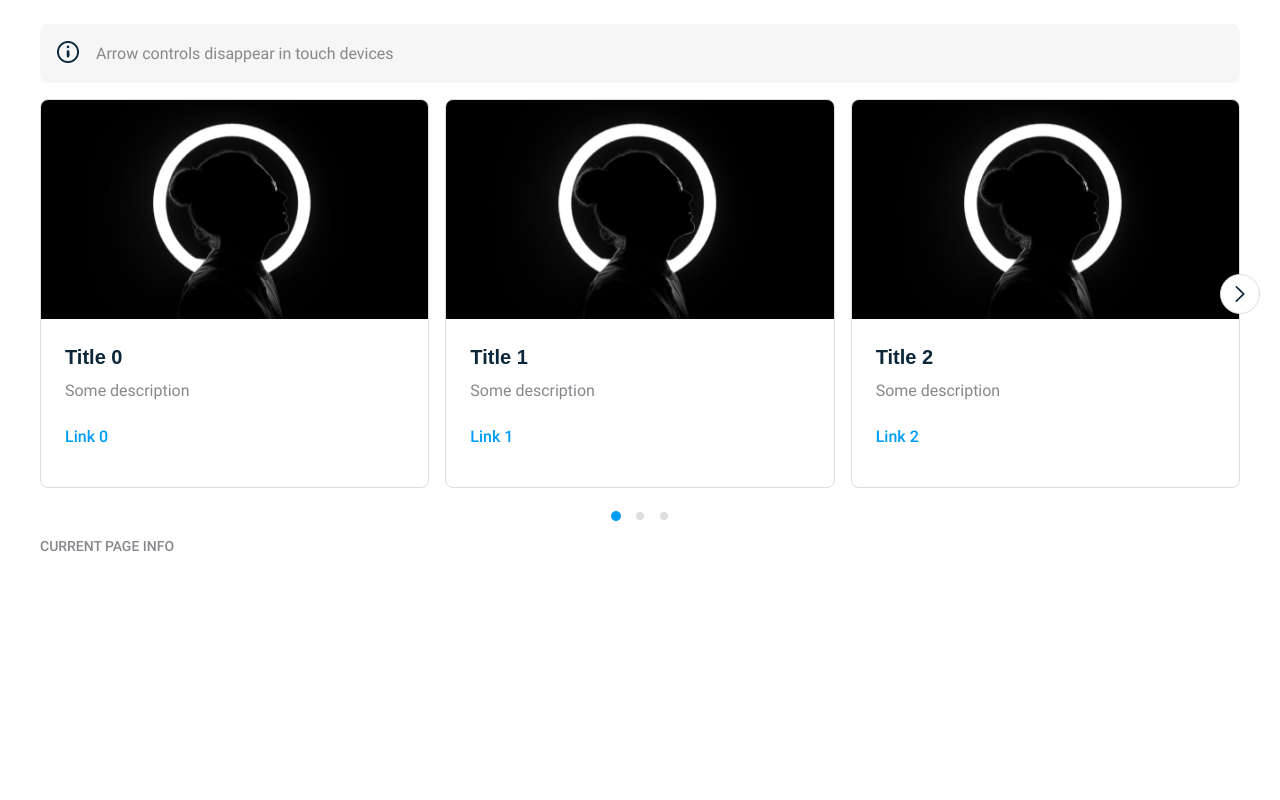 Arrow controls disappear in touch devices
Title 0
Some description
Link 0
Title 1
Some description
Link 1
Title 2
Some description
Link 2
CURRENT PAGE INFO